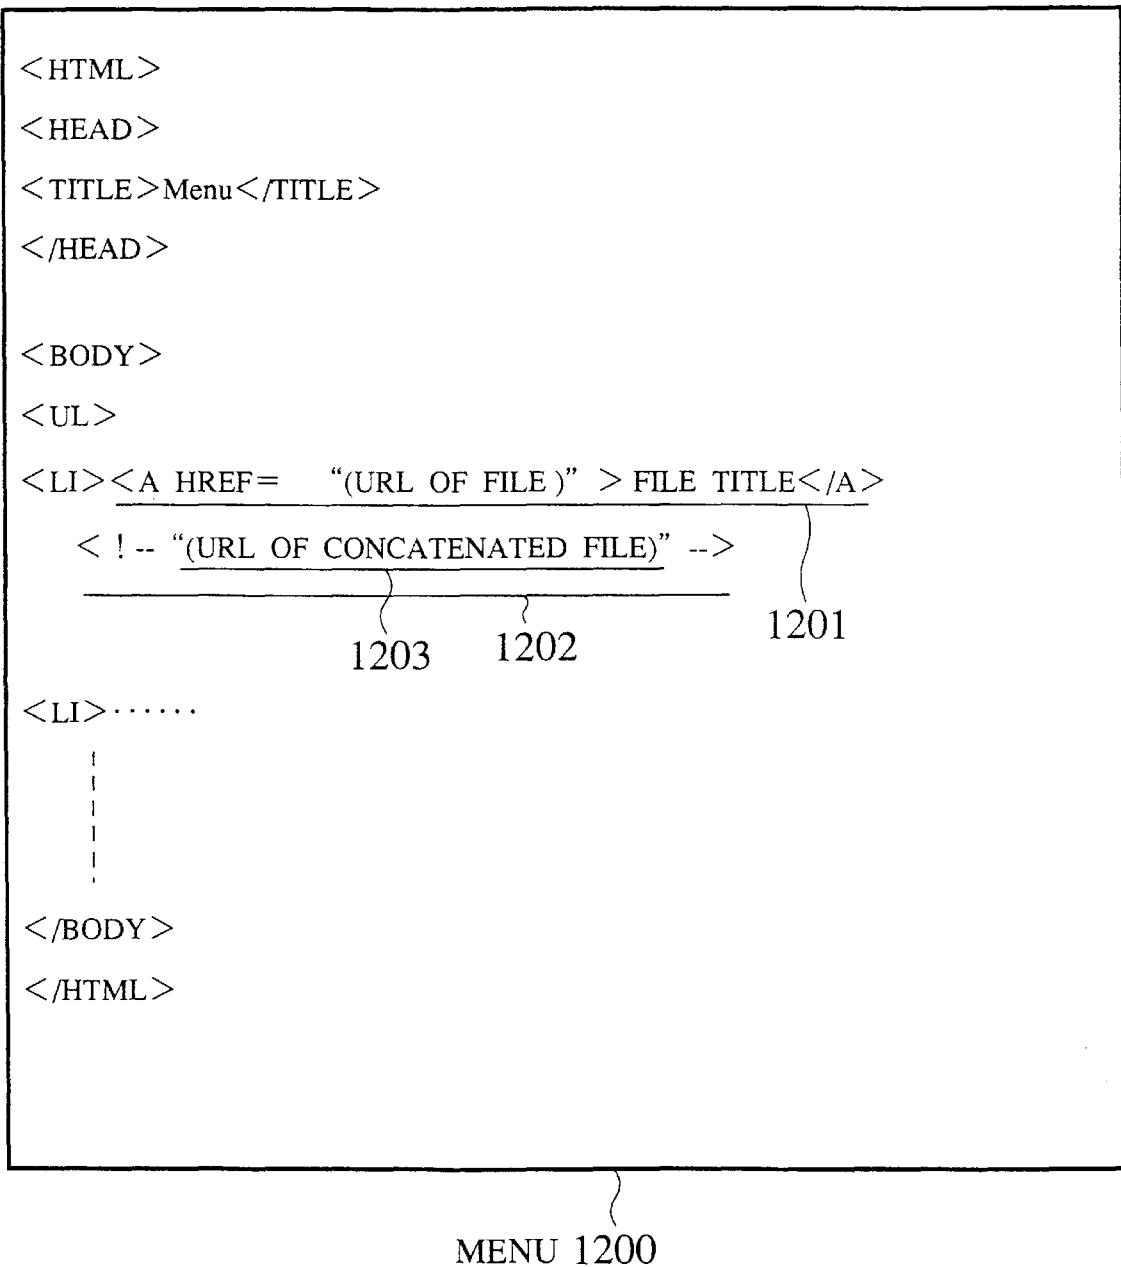 <HTML>
<HEAD>
<TITLE>Menu</TITLE>
</HEAD>
<BODY>
<UL>
<LI><A HREF= “(URL OF FILE)” >FILE TITLE</A>
< ! -- “(URL OF CONCATENATED FILE)” -->
1203 1202 1201
<LI>······
</BODY>
</HTML>
MENU 1200